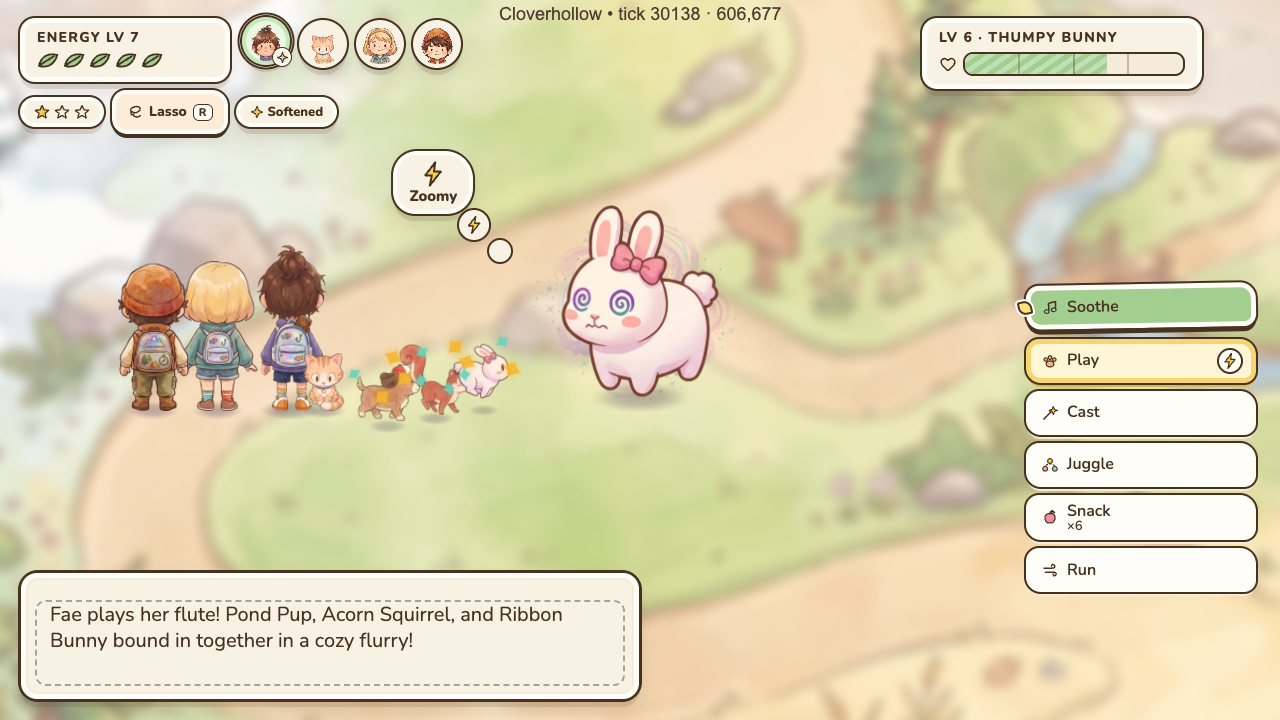 Cloverhollow • tick 30138 · 606,677
ENERGY LV 7
LV 6 · THUMPY BUNNY
Lasso R
Softened
Zoomy
Soothe
Play
Cast
Juggle
Snack
×6
Run
Fae plays her flute! Pond Pup, Acorn Squirrel, and Ribbon
Bunny bound in together in a cozy flurry!